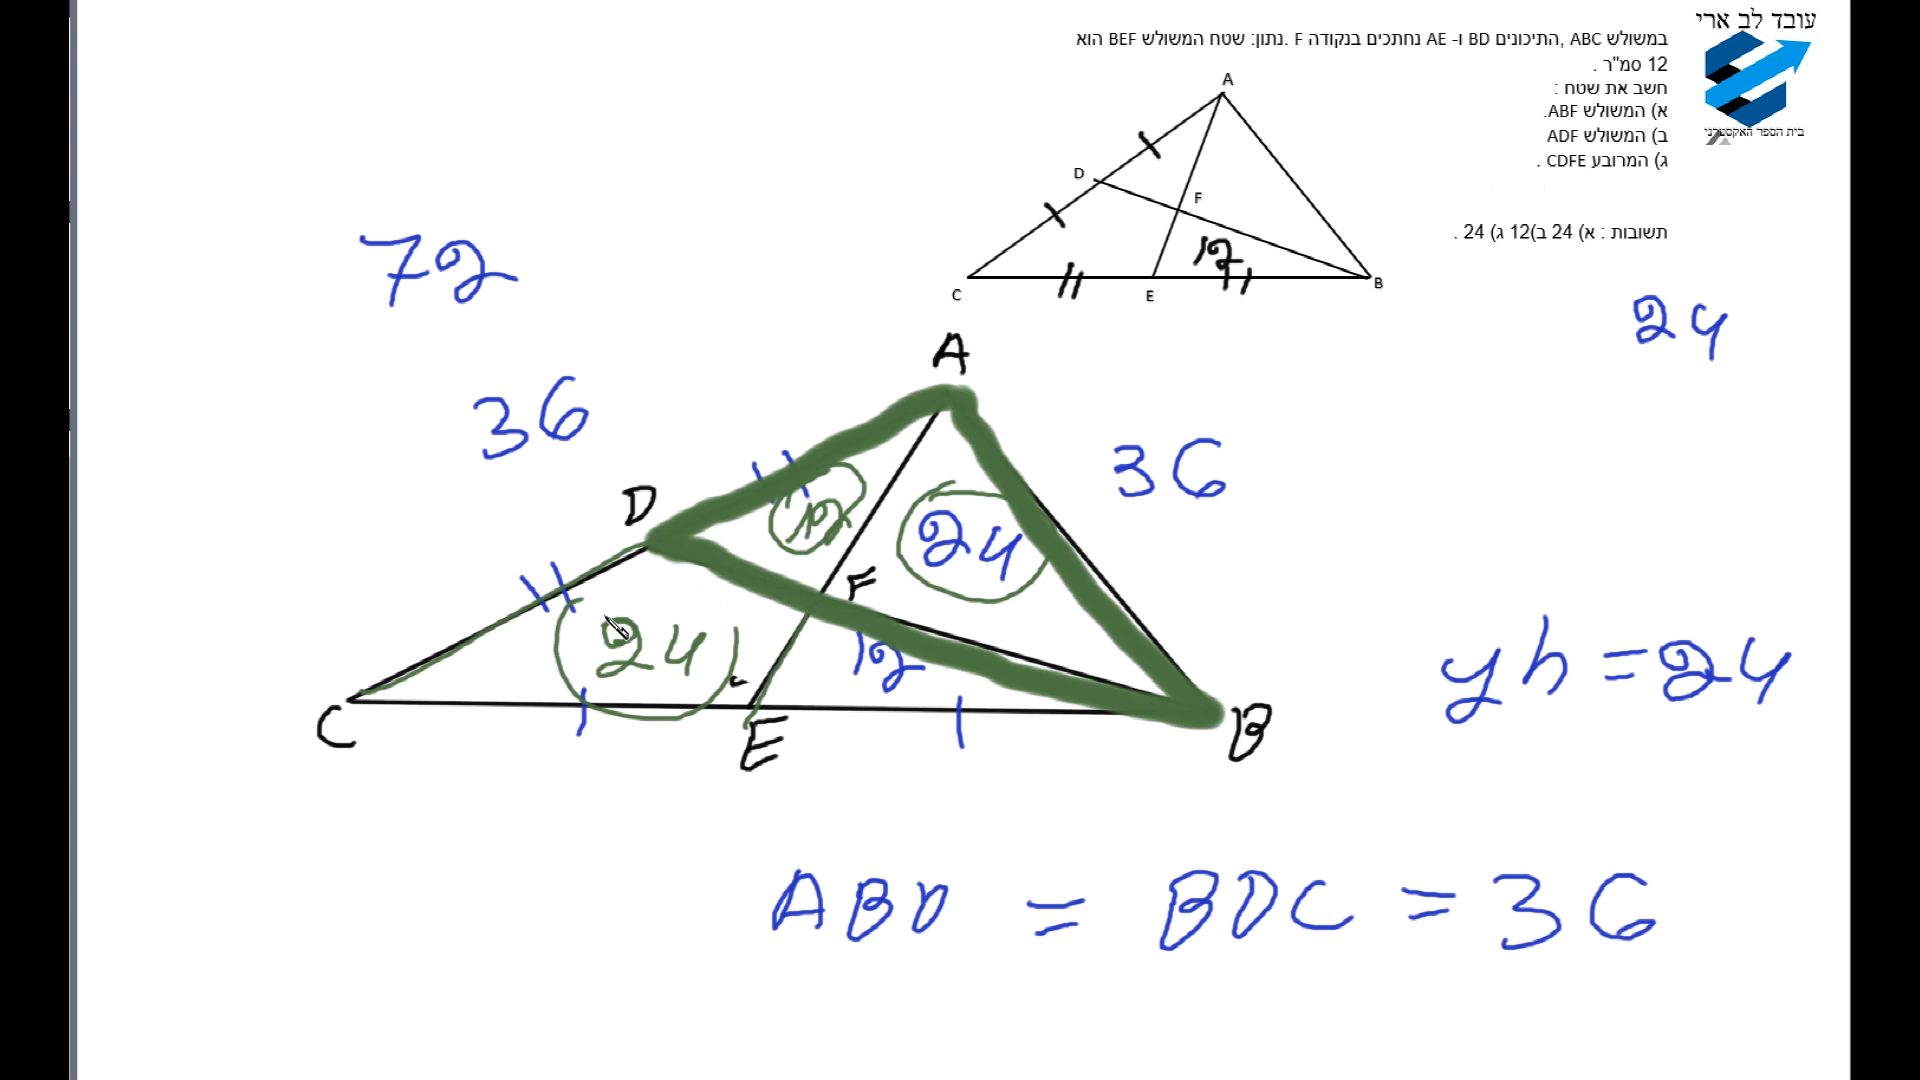 עובד לב ארי
בית הספר האקסטרני
במשולש ABC ,התיכונים BD ו- AE נחתכים בנקודה F .נתון: שטח המשולש BEF הוא
12 סמ"ר .
חשב את שטח :
א) המשולש ABF.
ב) המשולש ADF
ג) המרובע CDFE .
תשובות : א) 24 ב)12 ג) 24 .
A
D
F
12
C
E
B
72
24
A
36
36
D
12
24
F
24
12
yh = 24
C
E
B
ABD = BDC = 36